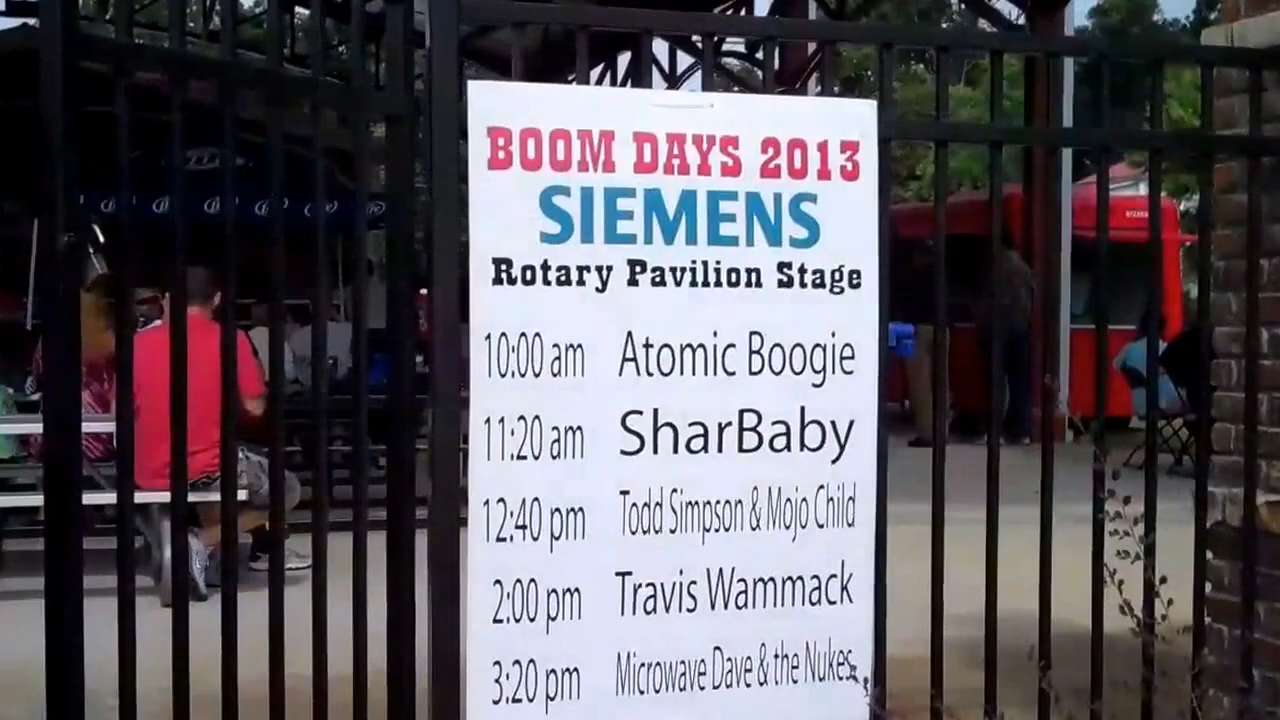 BOOM DAYS 2013
SIEMENS
Rotary Pavilion Stage
10:00 am Atomic Boogie
11:20 am SharBaby
12:40 pm Todd Simpson & Mojo Child
2:00 pm Travis Wammack
3:20 pm Microwave Dave & the Nukes